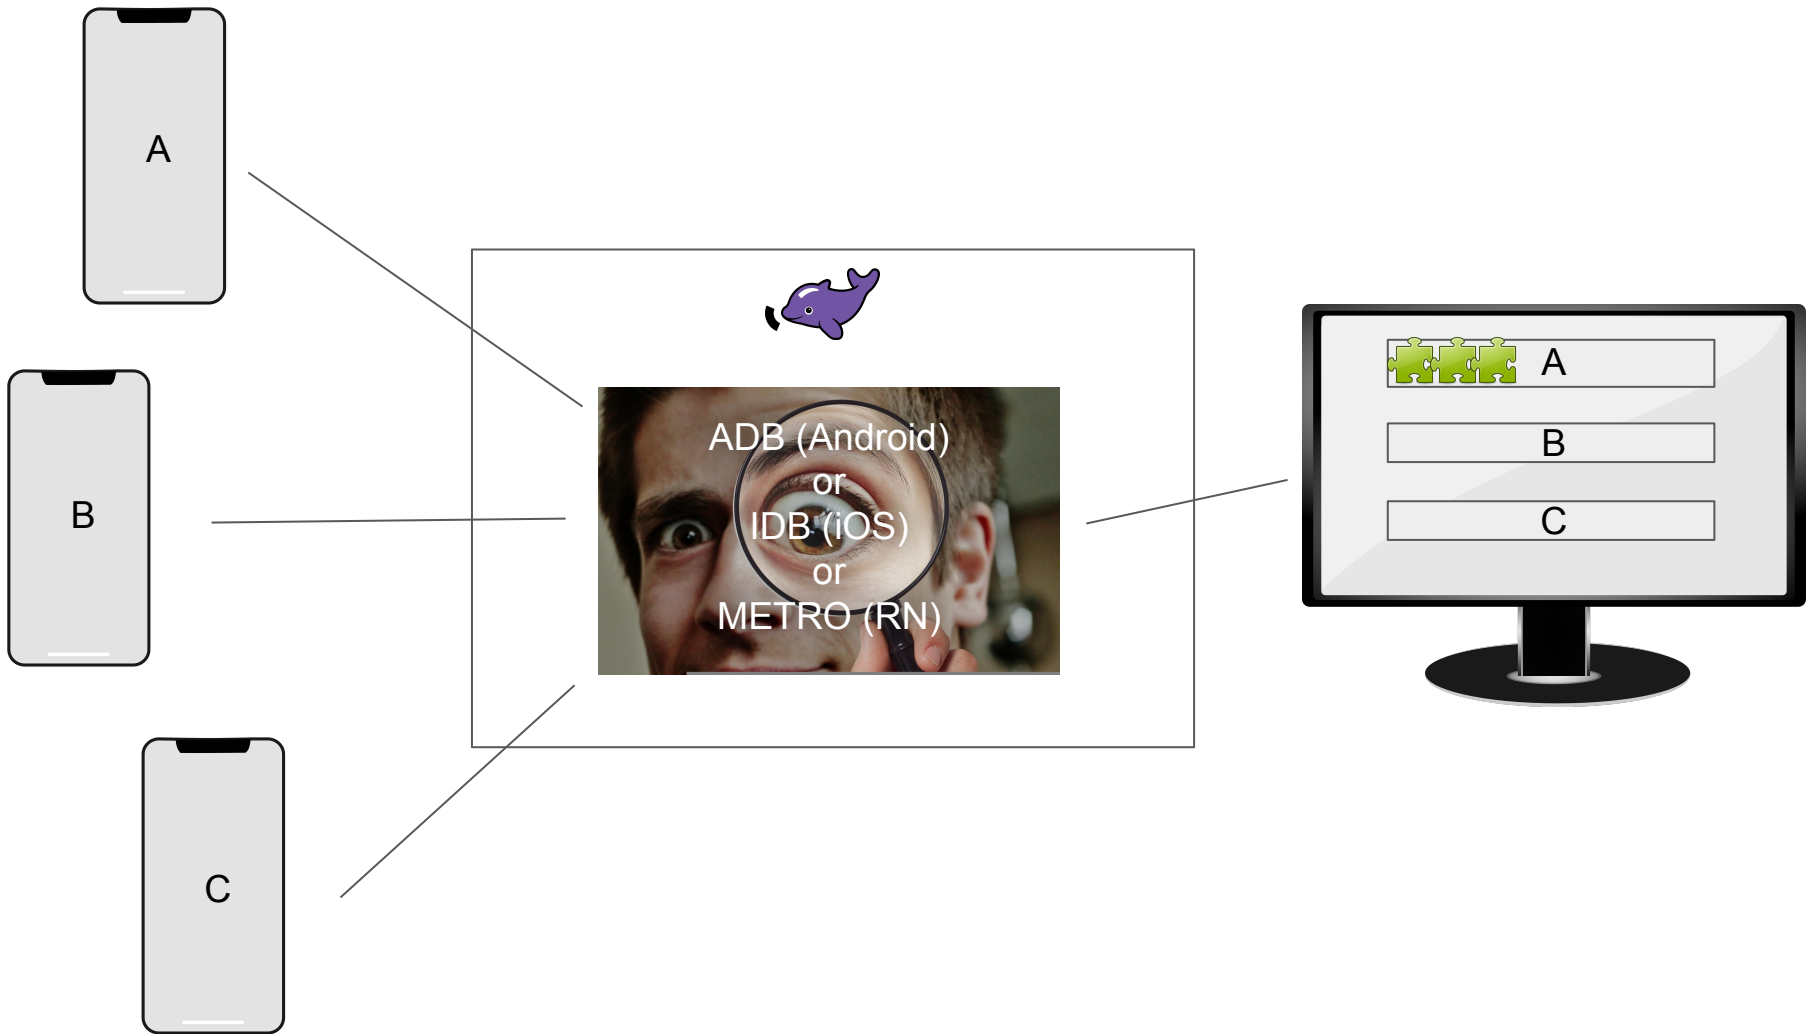 A
B
C
ADB (Android)
or
IDB (iOS)
or
METRO (RN)
A
B
C